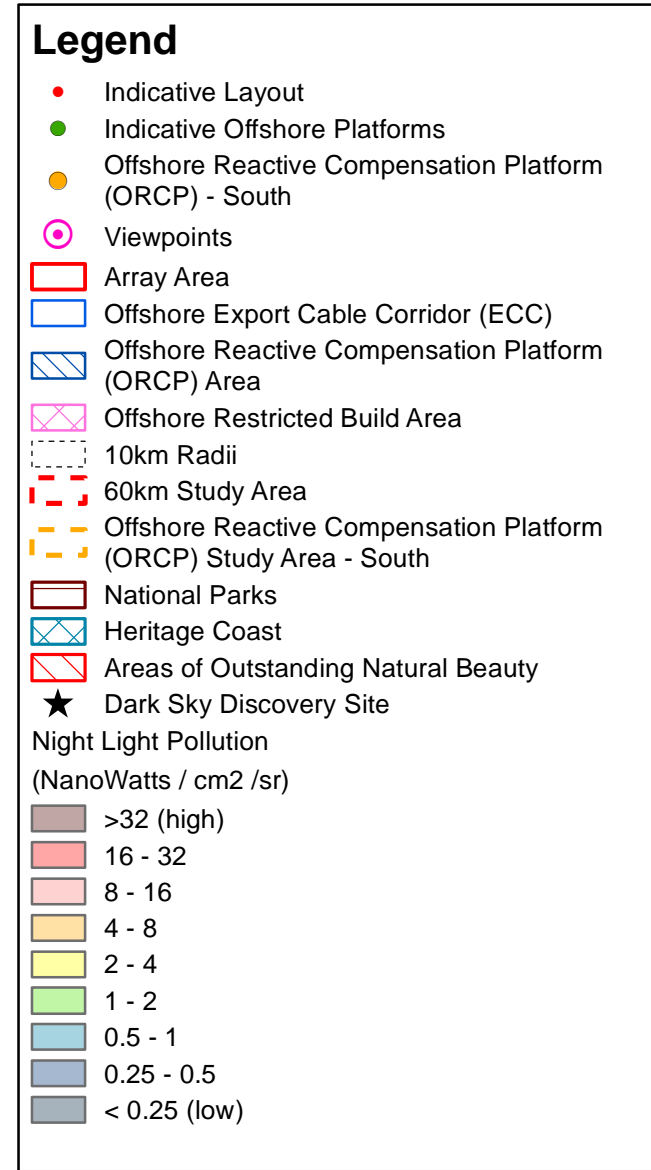 Legend
Indicative Layout
Indicative Offshore Platforms
Offshore Reactive Compensation Platform
(ORCP) - South
Viewpoints
Array Area
Offshore Export Cable Corridor (ECC)
Offshore Reactive Compensation Platform
(ORCP) Area
Offshore Restricted Build Area
10km Radii
60km Study Area
Offshore Reactive Compensation Platform
(ORCP) Study Area - South
National Parks
Heritage Coast
Areas of Outstanding Natural Beauty
Dark Sky Discovery Site
Night Light Pollution
(NanoWatts / cm2 /sr)
>32 (high)
16 - 32
8 - 16
4 - 8
2 - 4
1 - 2
0.5 - 1
0.25 - 0.5
< 0.25 (low)